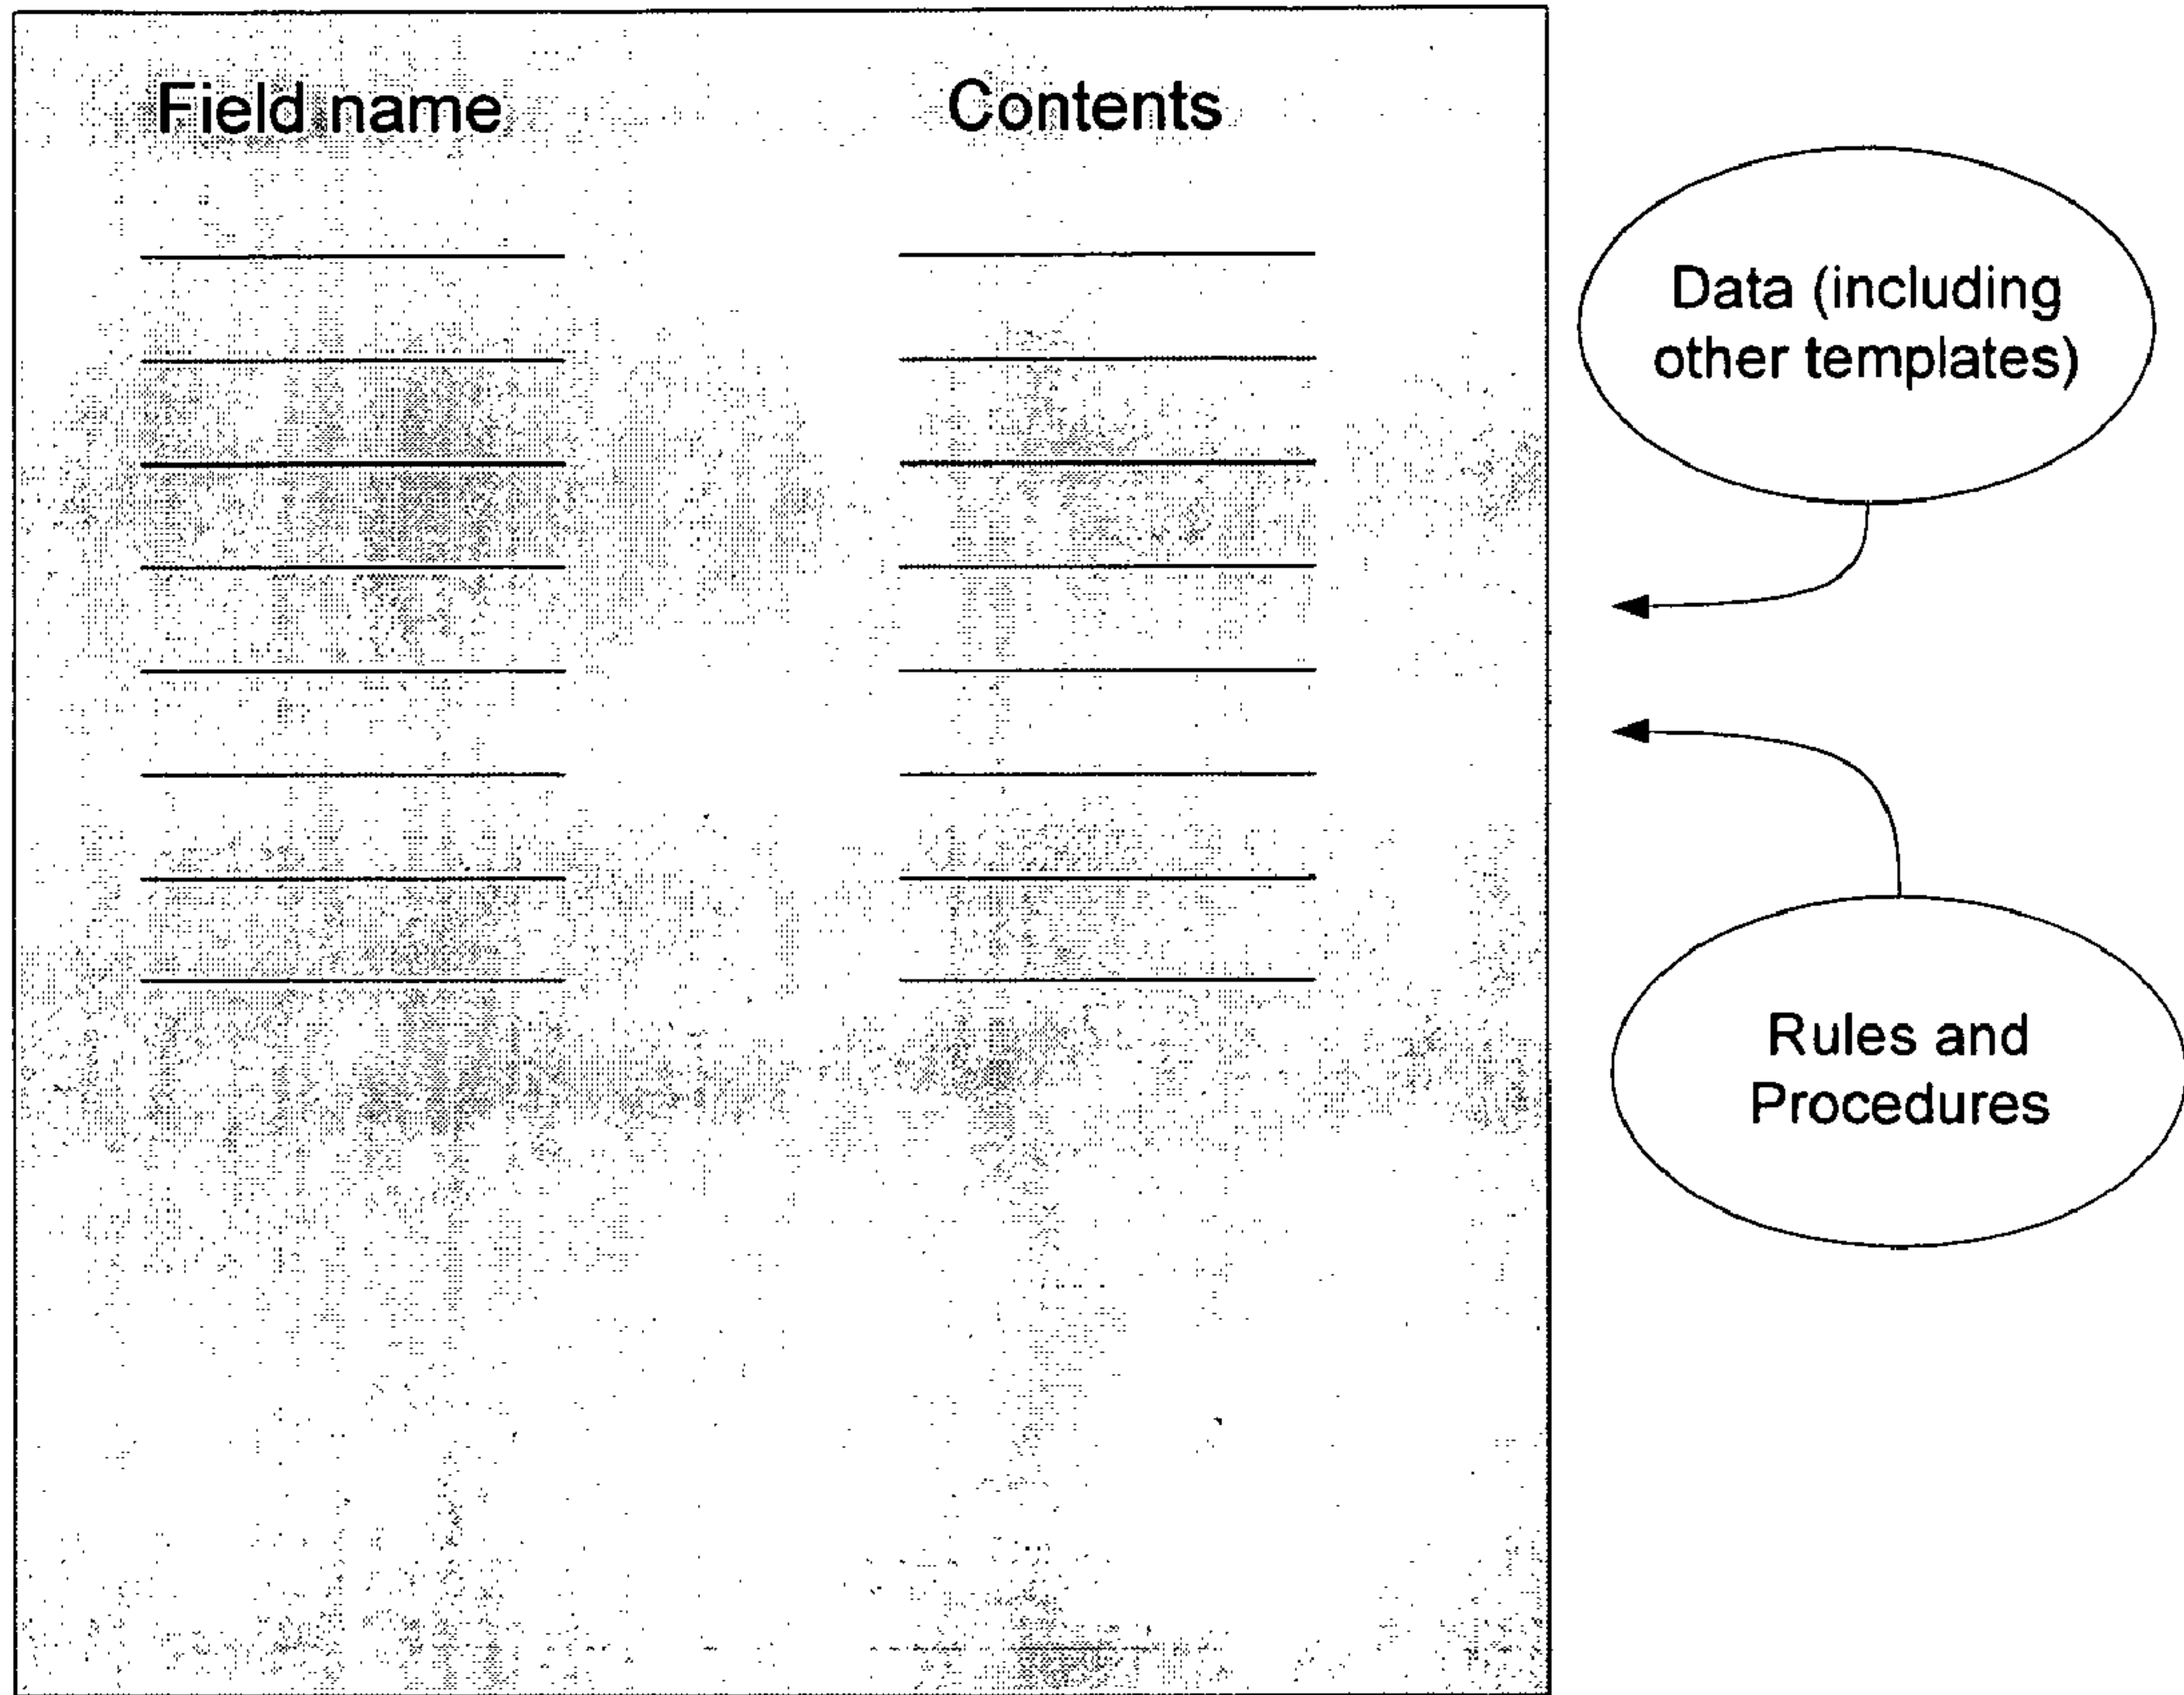 Field name
Contents
Data (including
other templates)
Rules and
Procedures